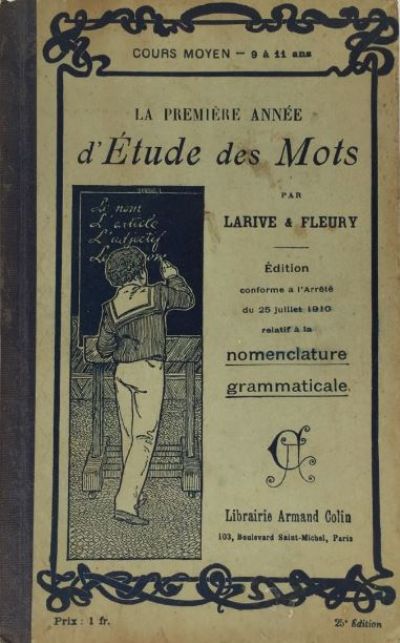 COURS MOYEN — 9 à 11 ans
LA PREMIÈRE ANNÉE
d'Étude des Mots
PAR
LARIVE & FLEURY
Édition
conforme a l'Arrêté
du 25 juillet 1910
relatif à la
nomenclature
grammaticale
Le nom
L'article
L'adjectif
Librairie Armand Colin
103, Boulevard Saint-Michel, Paris
Prix : 1 fr.
25e Édition